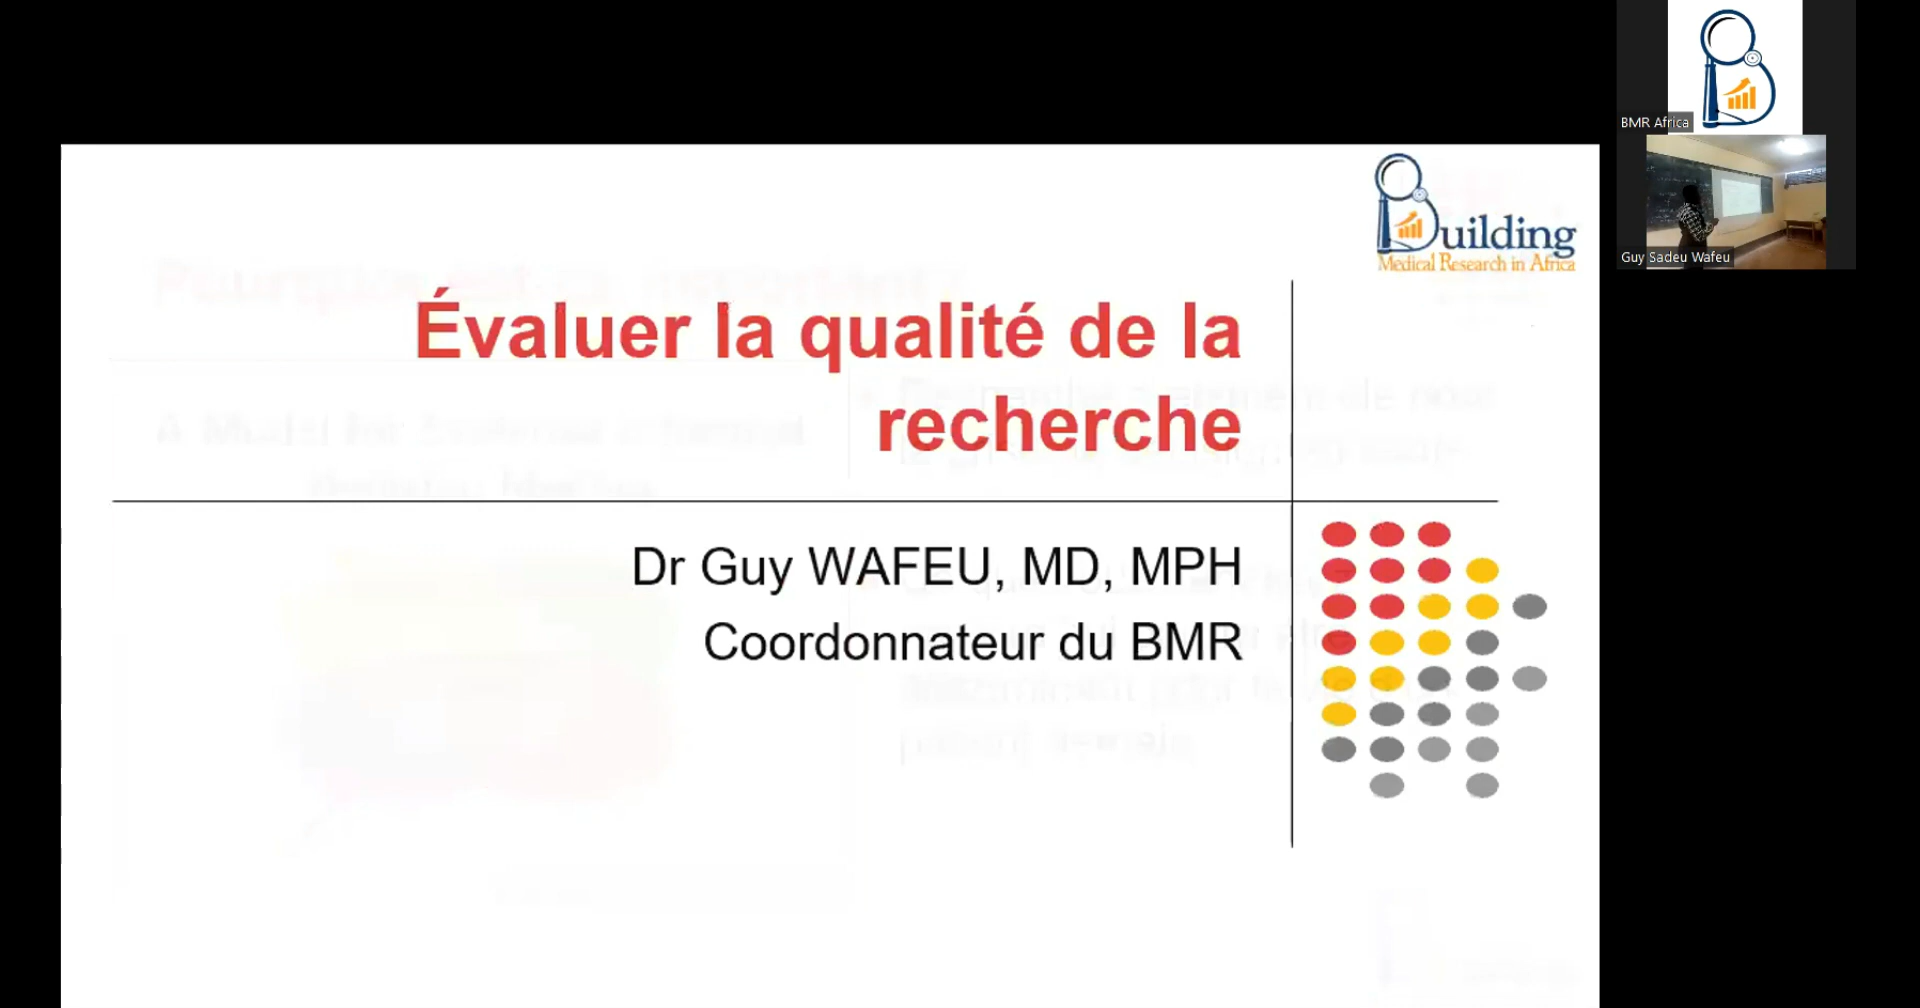 BMR Africa
Guy Sadeu Wafeu
Building
Medical Research in Africa
Évaluer la qualité de la
recherche
Dr Guy WAFEU, MD, MPH
Coordonnateur du BMR